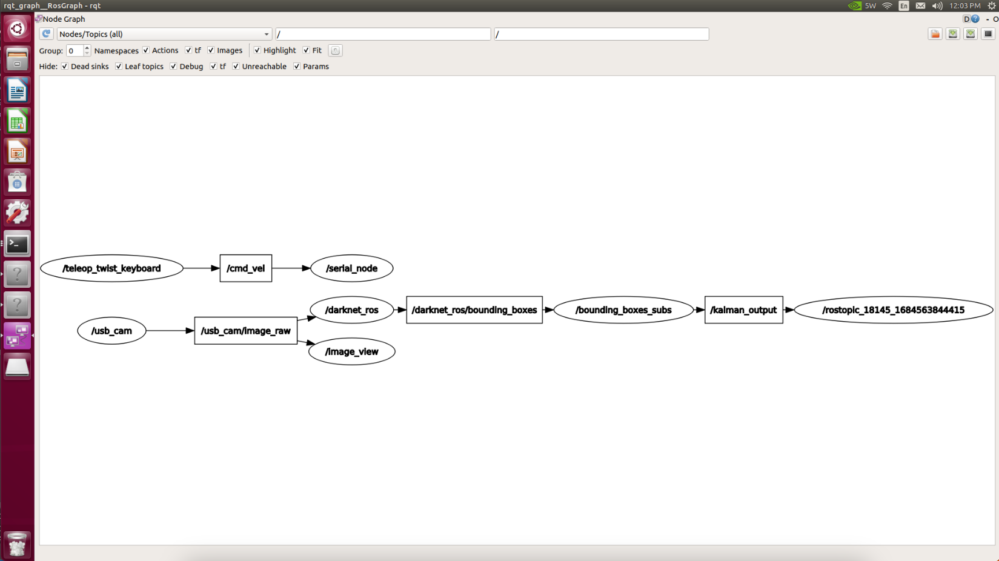 rqt_graph__RosGraph - rqt
5W En 12:03 PM
Node Graph
D ? - O
Nodes/Topics (all) / /
Group: 0 Namespaces Actions tf Images Highlight Fit
Hide: Dead sinks Leaf topics Debug tf Unreachable Params
/teleop_twist_keyboard /cmd_vel /serial_node
/darknet_ros /darknet_ros/bounding_boxes /bounding_boxes_subs /kalman_output /rostopic_18145_1684563844415
/usb_cam /usb_cam/image_raw
/image_view
>_
?
?